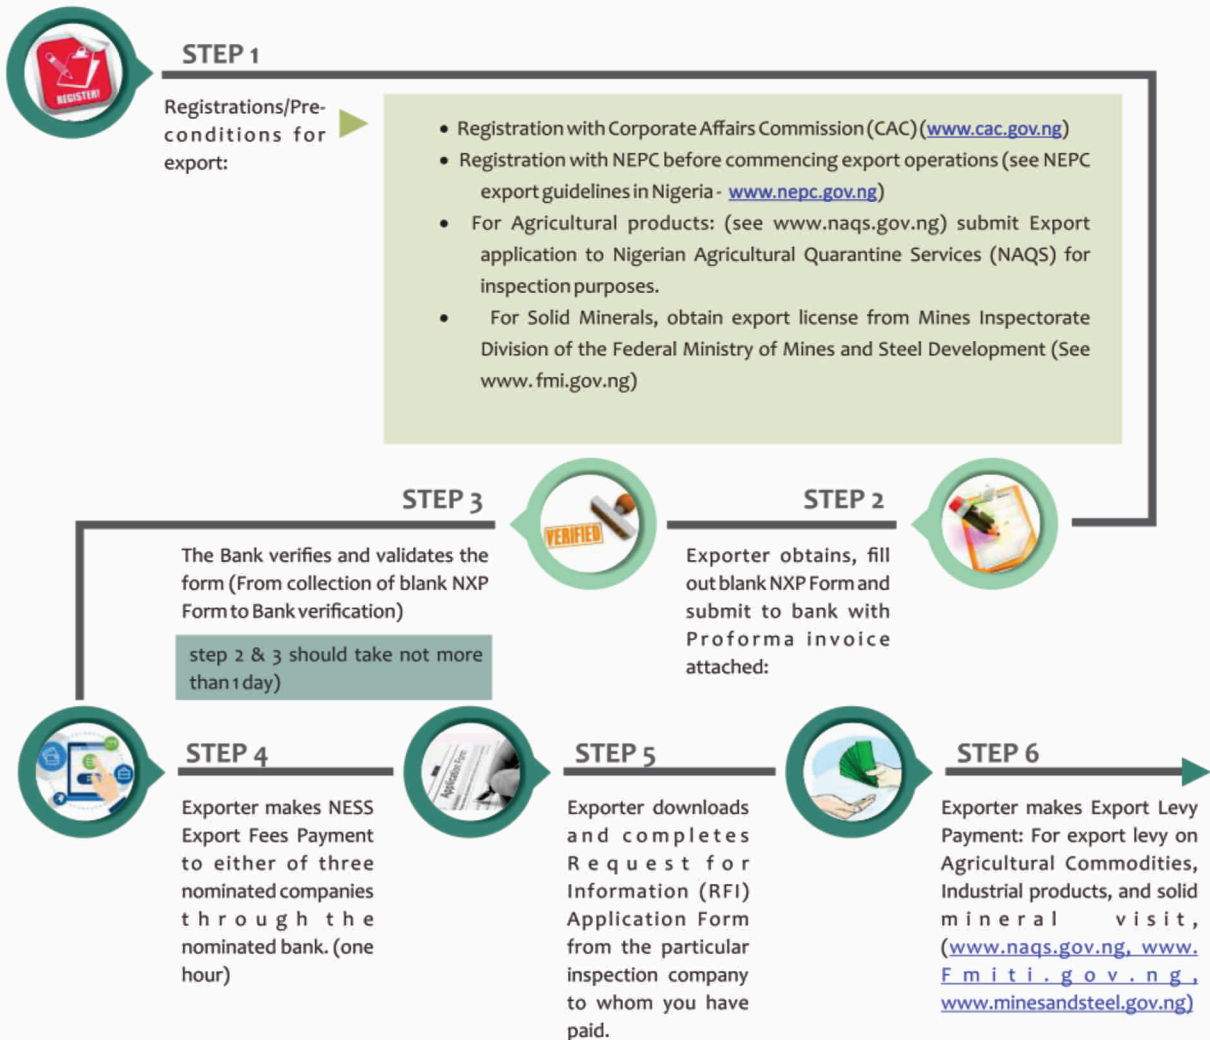 REGISTER!
STEP 1
Registrations/Pre-
conditions for
export:
• Registration with Corporate Affairs Commission (CAC) (www.cac.gov.ng)
• Registration with NEPC before commencing export operations (see NEPC
export guidelines in Nigeria - www.nepc.gov.ng)
• For Agricultural products: (see www.naqs.gov.ng) submit Export
application to Nigerian Agricultural Quarantine Services (NAQS) for
inspection purposes.
• For Solid Minerals, obtain export license from Mines Inspectorate
Division of the Federal Ministry of Mines and Steel Development (See
www. fmi.gov.ng)
STEP 2
Exporter obtains, fill
out blank NXP Form and
submit to bank with
Proforma invoice
attached:
VERIFIED
STEP 3
The Bank verifies and validates the
form (From collection of blank NXP
Form to Bank verification)
step 2 & 3 should take not more
than 1 day)
STEP 4
Exporter makes NESS
Export Fees Payment
to either of three
nominated companies
through the
nominated bank. (one
hour)
Application Form
STEP 5
Exporter downloads
and completes
Request for
Information (RFI)
Application Form
from the particular
inspection company
to whom you have
paid.
STEP 6
Exporter makes Export Levy
Payment: For export levy on
Agricultural Commodities,
Industrial products, and solid
mineral visit,
(www.naqs.gov.ng, www.
Fmiti.gov.ng,
www.minesandsteel.gov.ng)